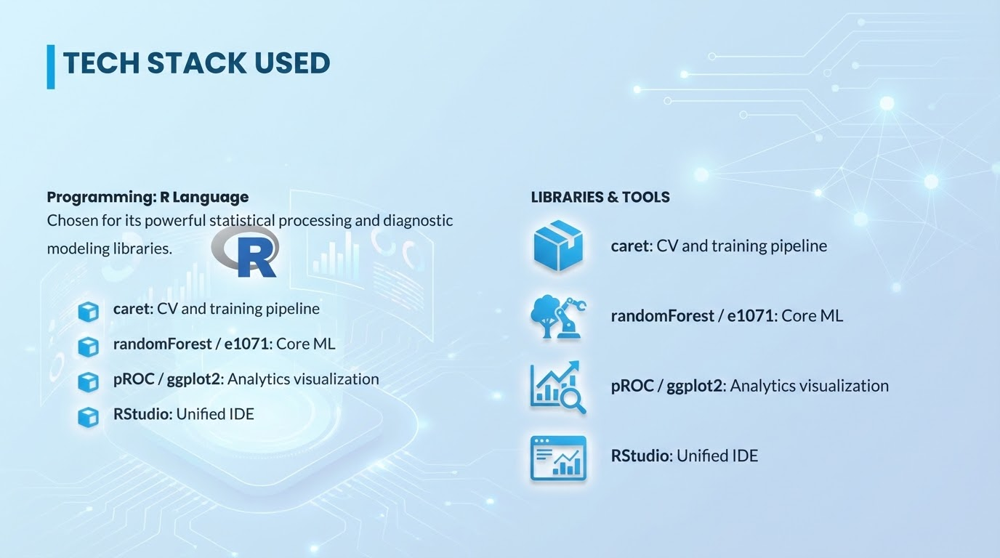 TECH STACK USED
Programming: R Language
Chosen for its powerful statistical processing and diagnostic
modeling libraries.
R
caret: CV and training pipeline
randomForest / e1071: Core ML
pROC / ggplot2: Analytics visualization
RStudio: Unified IDE
LIBRARIES & TOOLS
caret: CV and training pipeline
randomForest / e1071: Core ML
pROC / ggplot2: Analytics visualization
RStudio: Unified IDE